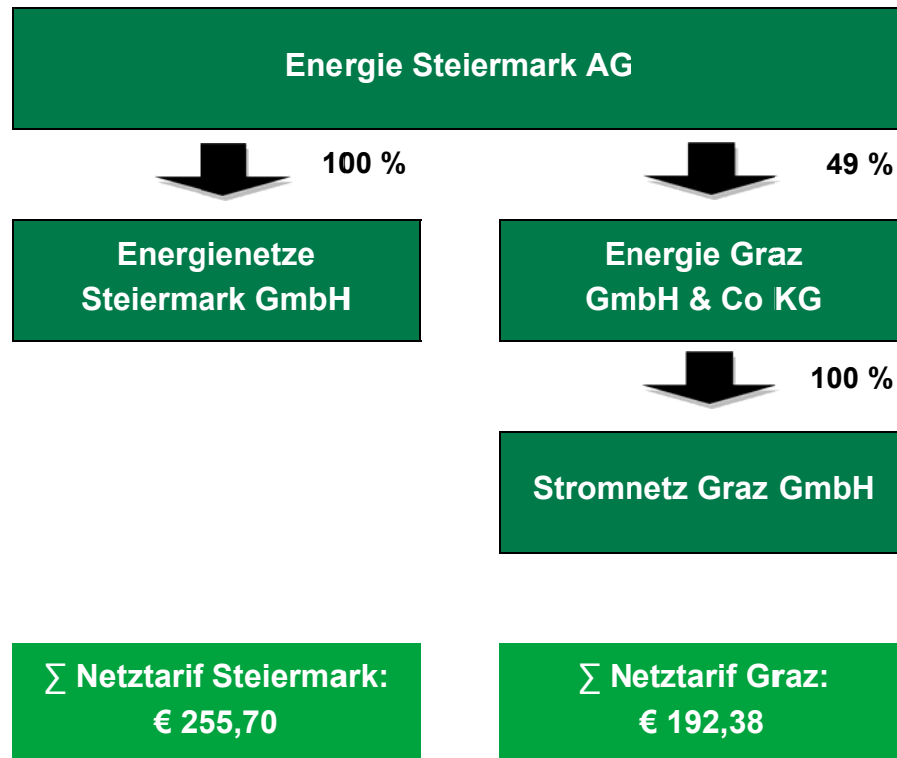 Energie Steiermark AG
100 %
49 %
Energienetze
Steiermark GmbH
Energie Graz
GmbH & Co KG
100 %
Stromnetz Graz GmbH
∑ Netztarif Steiermark:
€ 255,70
∑ Netztarif Graz:
€ 192,38